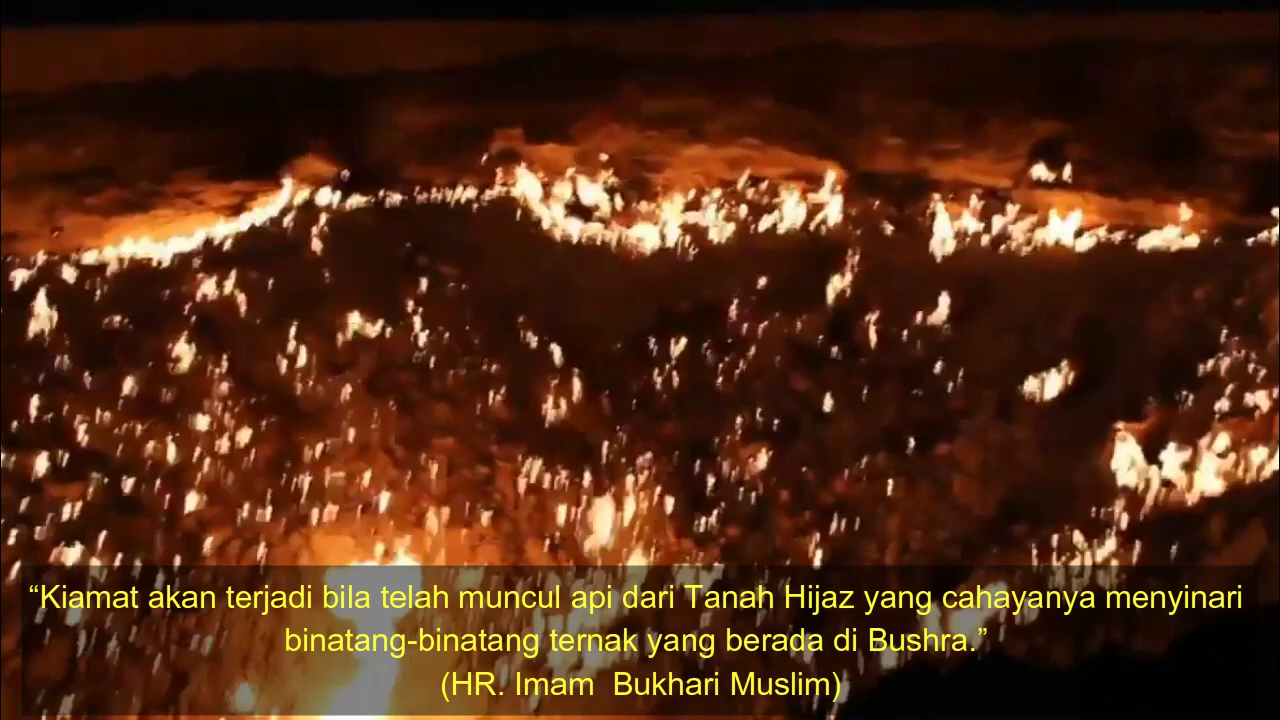 “Kiamat akan terjadi bila telah muncul api dari Tanah Hijaz yang cahayanya menyinari
binatang-binatang ternak yang berada di Bushra.”
(HR. Imam  Bukhari Muslim)